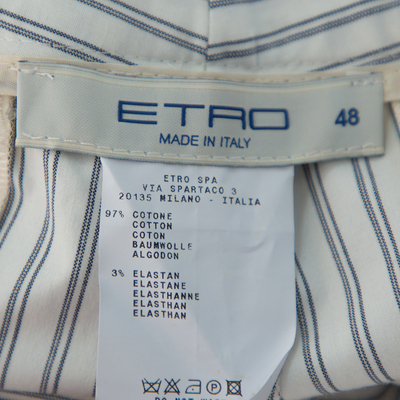 ETRO 48
MADE IN ITALY
ETRO SPA
VIA SPARTACO 3
20135 MILANO - ITALIA
97% COTONE
COTTON
COTON
BAUMWOLLE
ALGODON
3% ELASTAN
ELASTANE
ELASTHANNE
ELASTHAN
ELASTHAN